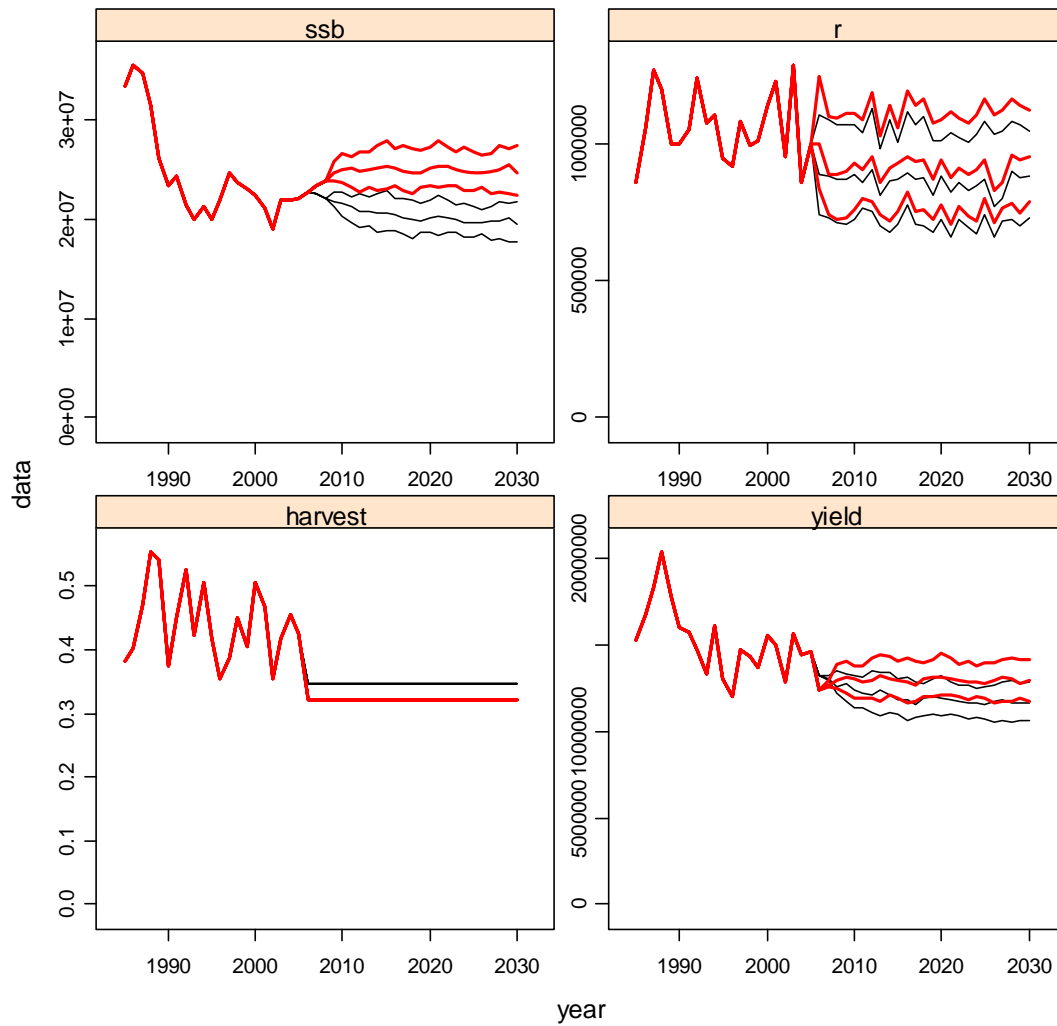 ssb
r
0e+00 1e+07 2e+07 3e+07
0 500000 1000000
1990 2000 2010 2020 2030
1990 2000 2010 2020 2030
data
harvest
yield
0.0 0.1 0.2 0.3 0.4 0.5
0 5000000 10000000 20000000
1990 2000 2010 2020 2030
1990 2000 2010 2020 2030
year